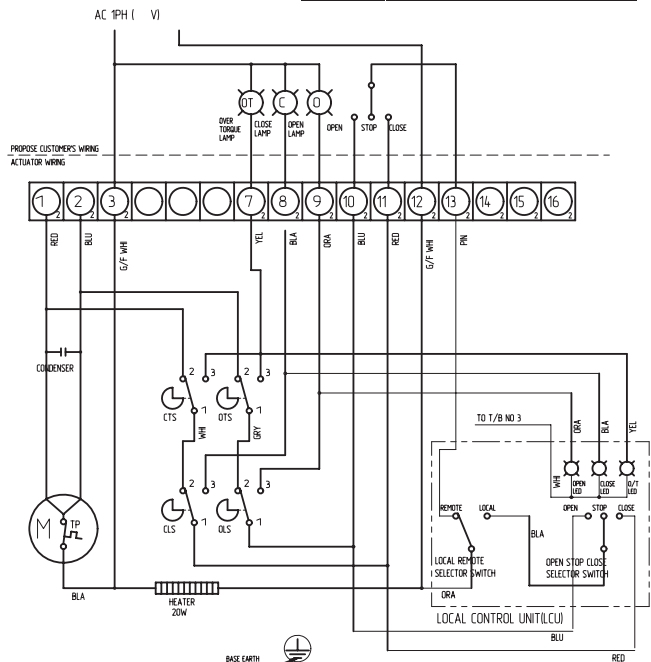 AC 1PH (     V)
OT
C
O
OVER
TORQUE
LAMP
CLOSE
LAMP
OPEN
LAMP
OPEN
STOP
CLOSE
PROPOSE CUSTOMER'S WIRING
ACTUATOR WIRING
1 2 3 7 8 9 10 11 12 13 14 15 16
2 2 2 2 2 2 2 2 2 2 2 2 2
RED
BLU
G/F WHI
YEL
BLA
ORA
BLU
RED
G/F WHI
PIN
CONDENSER
2 3 2 3
1 1
CTS
OTS
WHI
GRY
2 3 2 3
1 1
CLS
OLS
TO T/B NO 3
ORA
BLA
YEL
WHI
OPEN
LED
CLOSE
LED
O/T
LED
M
TP
REMOTE
LOCAL
OPEN
STOP
CLOSE
BLA
LOCAL REMOTE
SELECTOR SWITCH
OPEN STOP CLOSE
SELECTOR SWITCH
BLA
HEATER
20W
ORA
LOCAL CONTROL UNIT(LCU)
BLU
BASE EARTH
RED